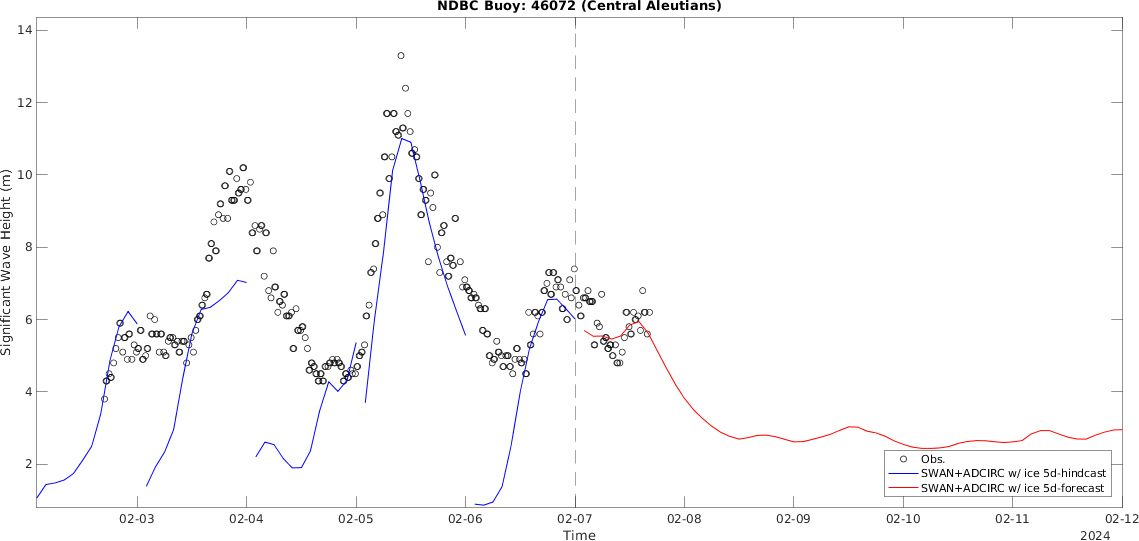 NDBC Buoy: 46072 (Central Aleutians)
14
12
10
8
6
4
2
Significant Wave Height (m)
02-03 02-04 02-05 02-06 02-07 02-08 02-09 02-10 02-11 02-12
Time
2024
Obs.
SWAN+ADCIRC w/ ice 5d-hindcast
SWAN+ADCIRC w/ ice 5d-forecast